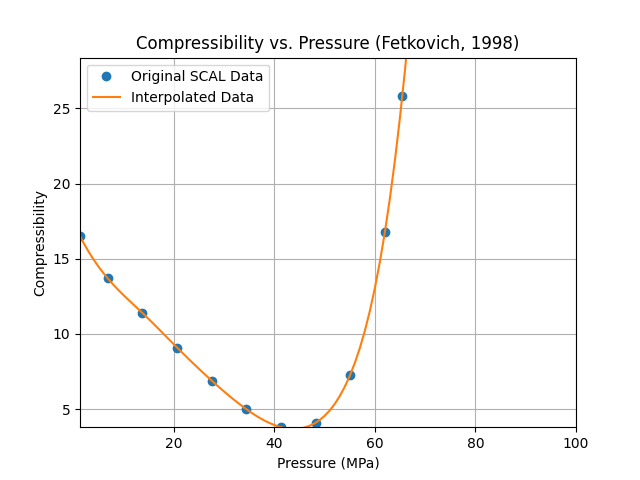 Compressibility vs. Pressure (Fetkovich, 1998)
Original SCAL Data
Interpolated Data
25
20
15
10
5
Compressibility
20 40 60 80 100
Pressure (MPa)